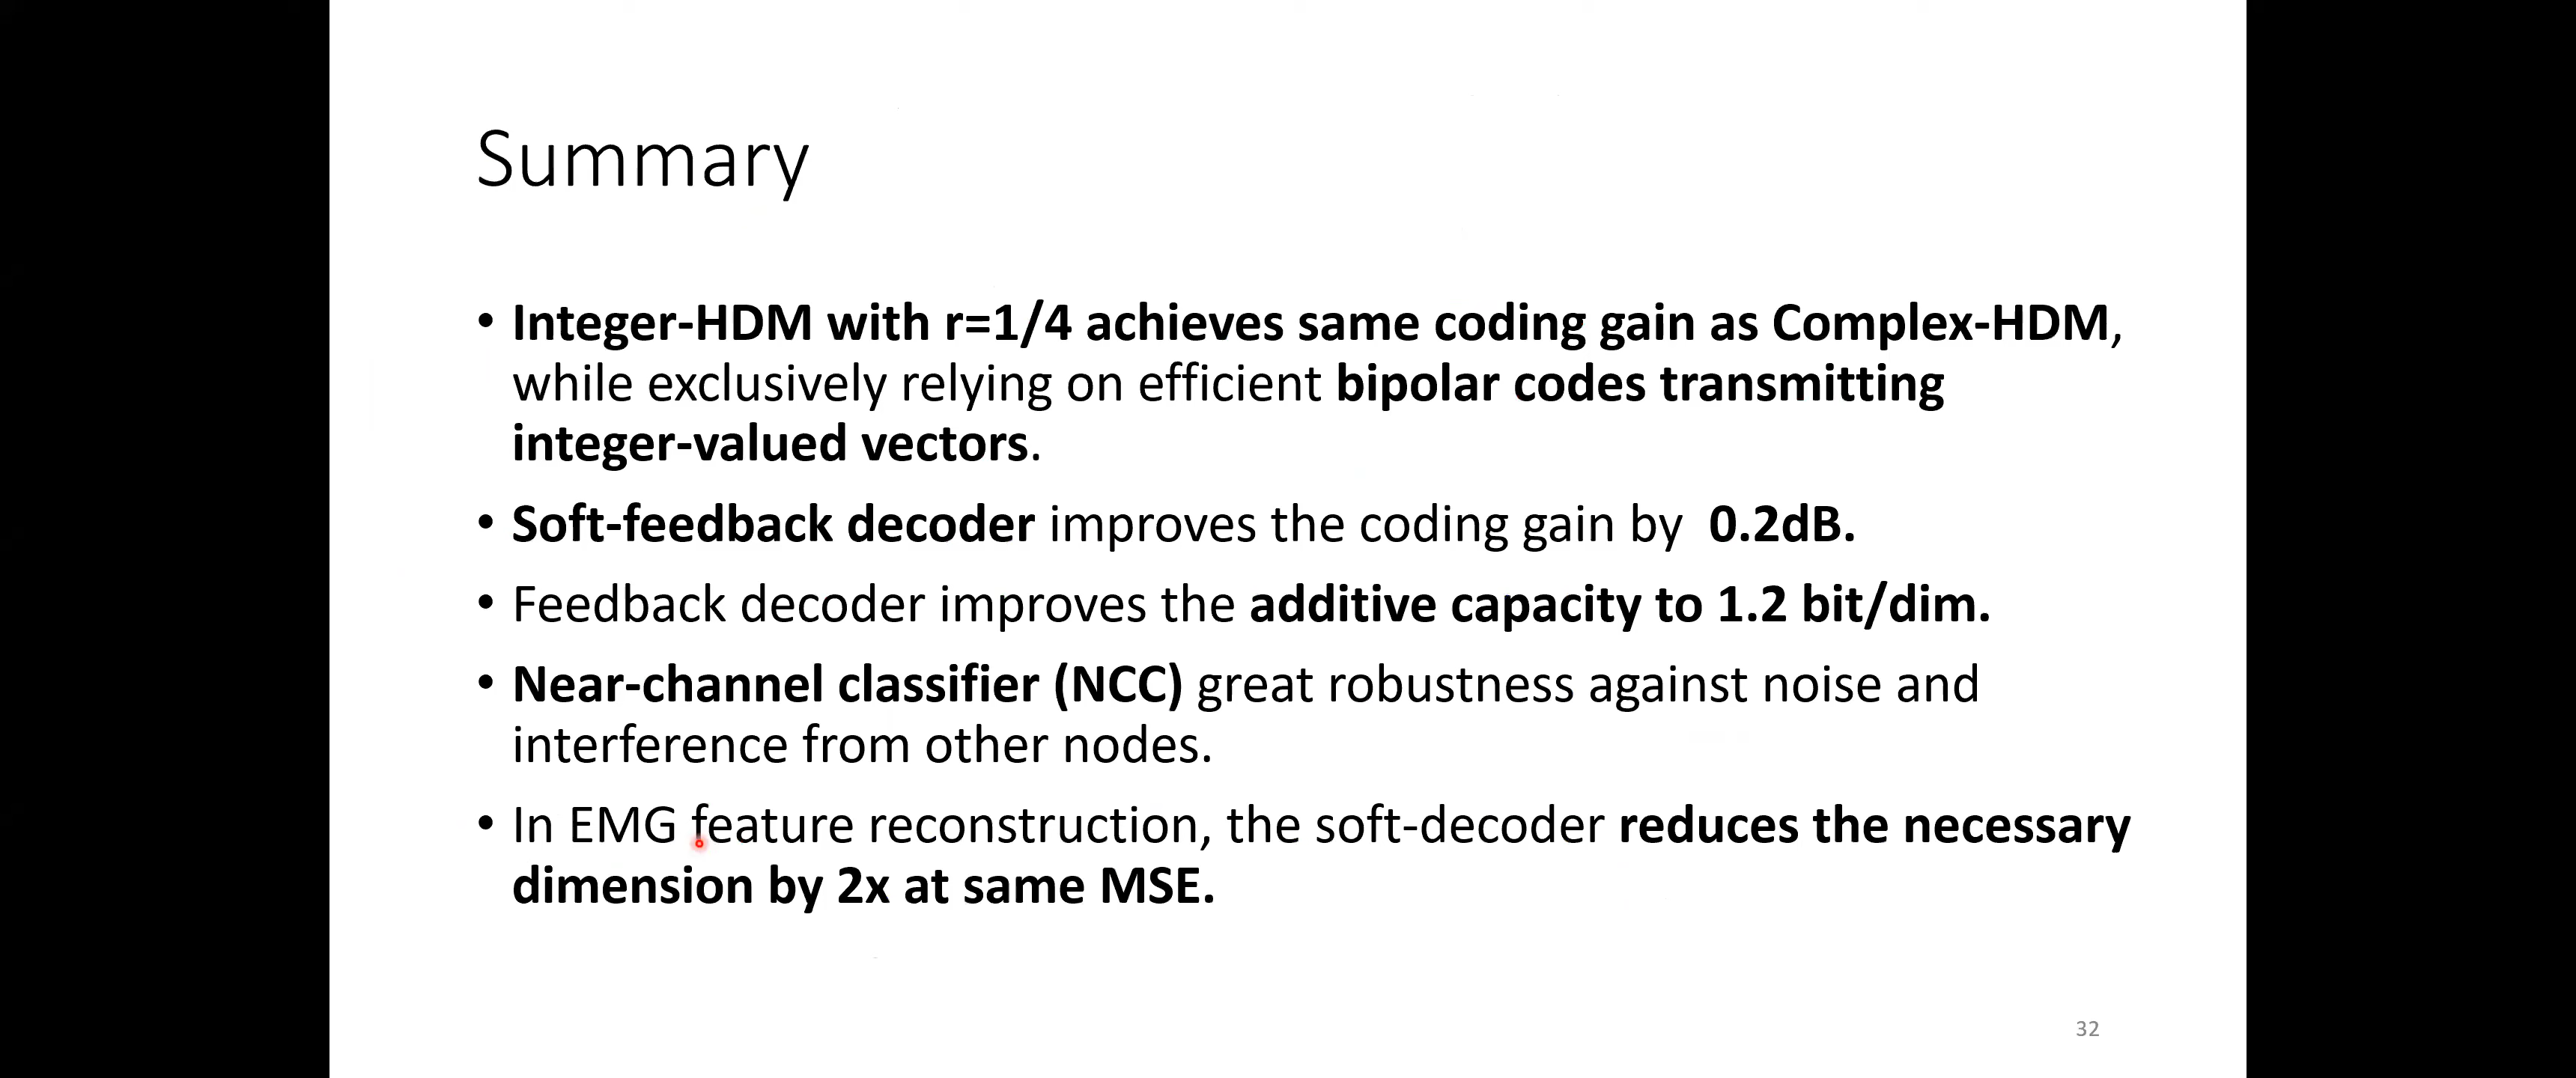 Summary
• Integer-HDM with r=1/4 achieves same coding gain as Complex-HDM,
while exclusively relying on efficient bipolar codes transmitting
integer-valued vectors.
• Soft-feedback decoder improves the coding gain by  0.2dB.
• Feedback decoder improves the additive capacity to 1.2 bit/dim.
• Near-channel classifier (NCC) great robustness against noise and
interference from other nodes.
• In EMG feature reconstruction, the soft-decoder reduces the necessary
dimension by 2x at same MSE.
32